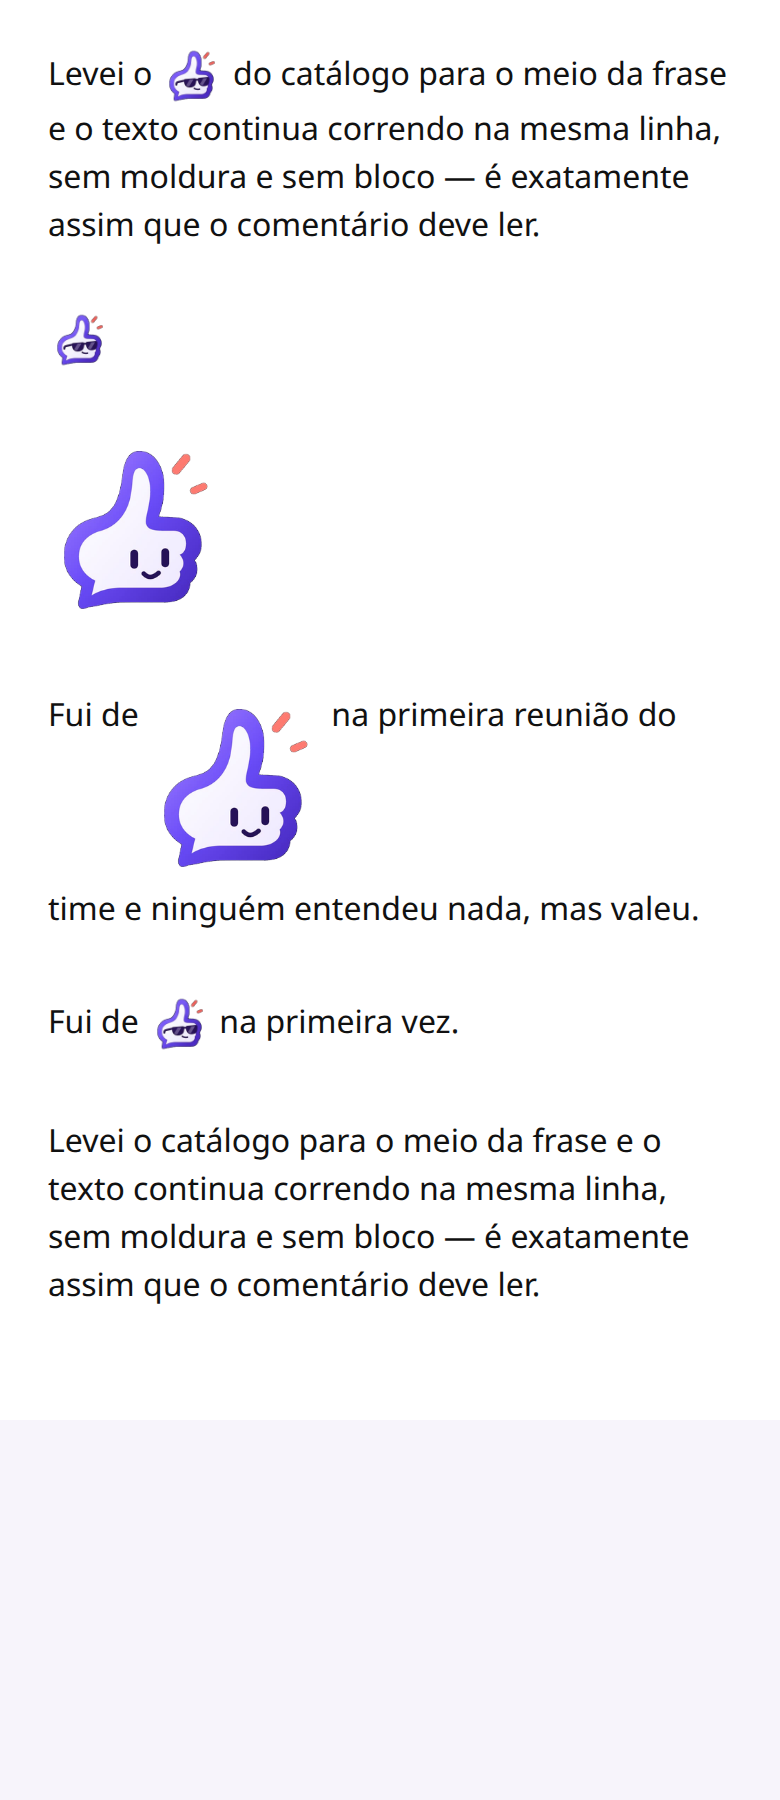 Levei o do catálogo para o meio da frase
e o texto continua correndo na mesma linha,
sem moldura e sem bloco — é exatamente
assim que o comentário deve ler.
Fui de na primeira reunião do
time e ninguém entendeu nada, mas valeu.
Fui de na primeira vez.
Levei o catálogo para o meio da frase e o
texto continua correndo na mesma linha,
sem moldura e sem bloco — é exatamente
assim que o comentário deve ler.